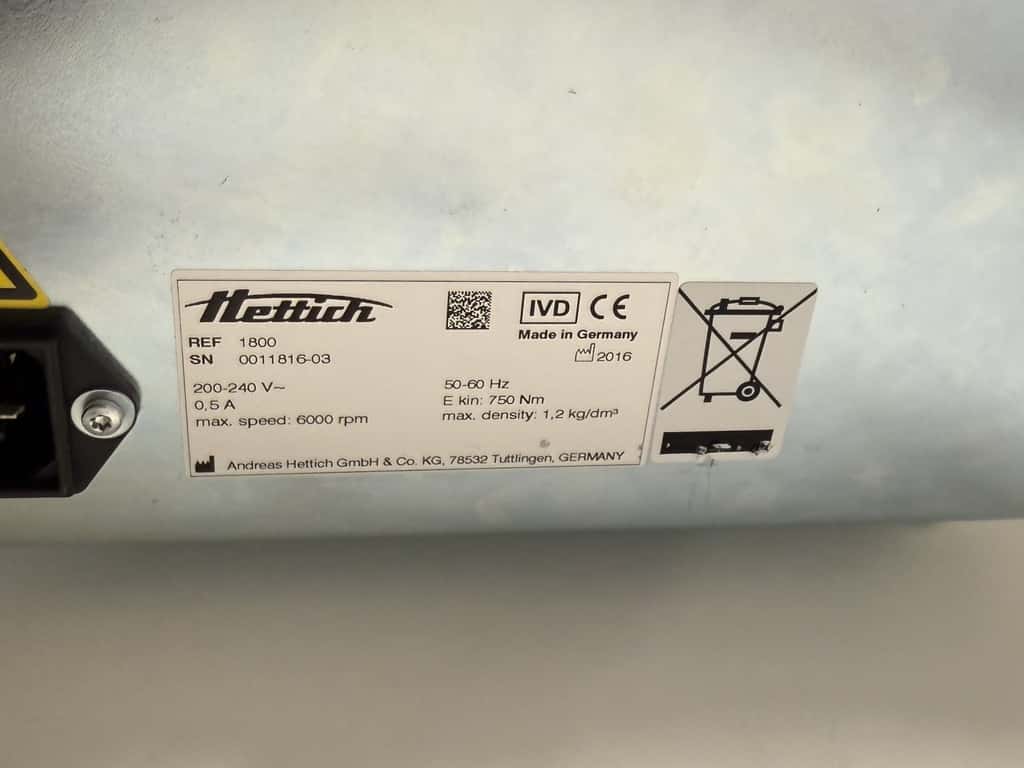 Hettich
IVD CE
Made in Germany
2016
REF 1800
SN 0011816-03
200-240 V~
0,5 A
max. speed: 6000 rpm
50-60 Hz
E kin: 750 Nm
max. density: 1,2 kg/dm³
Andreas Hettich GmbH & Co. KG, 78532 Tuttlingen, GERMANY